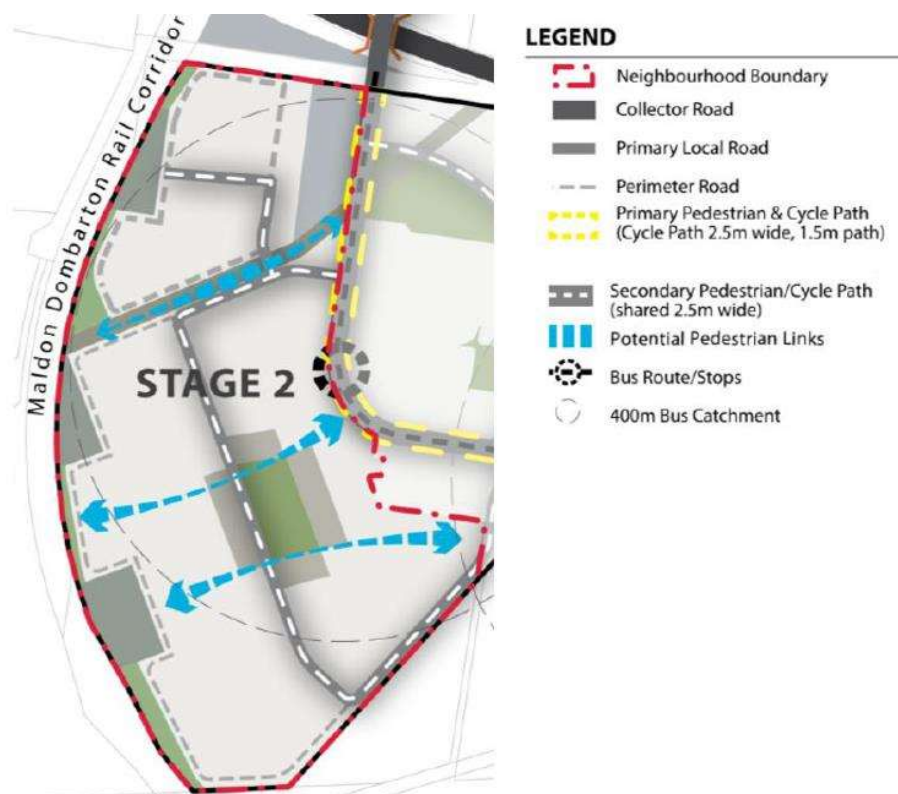 Maldon Dombarton Rail Corridor
STAGE 2
LEGEND
Neighbourhood Boundary
Collector Road
Primary Local Road
Perimeter Road
Primary Pedestrian & Cycle Path
(Cycle Path 2.5m wide, 1.5m path)
Secondary Pedestrian/Cycle Path
(shared 2.5m wide)
Potential Pedestrian Links
Bus Route/Stops
400m Bus Catchment